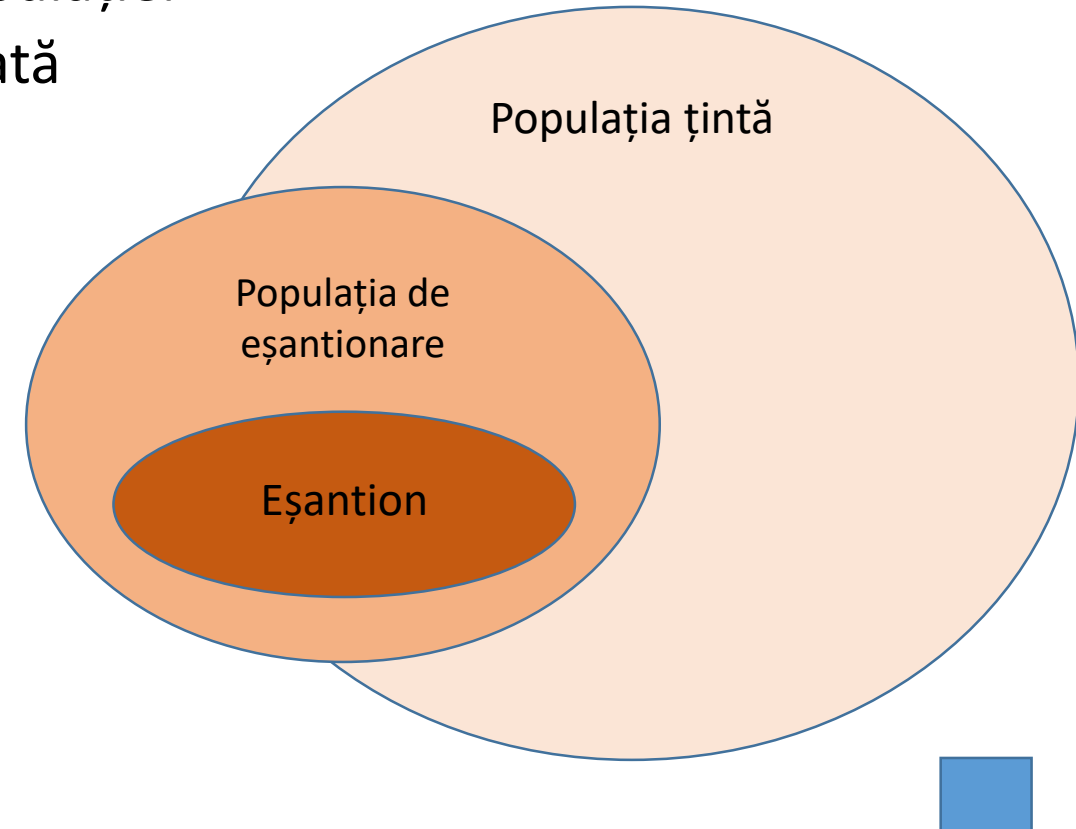 ată
Populația țintă
Populația de
eșantionare
Eșantion